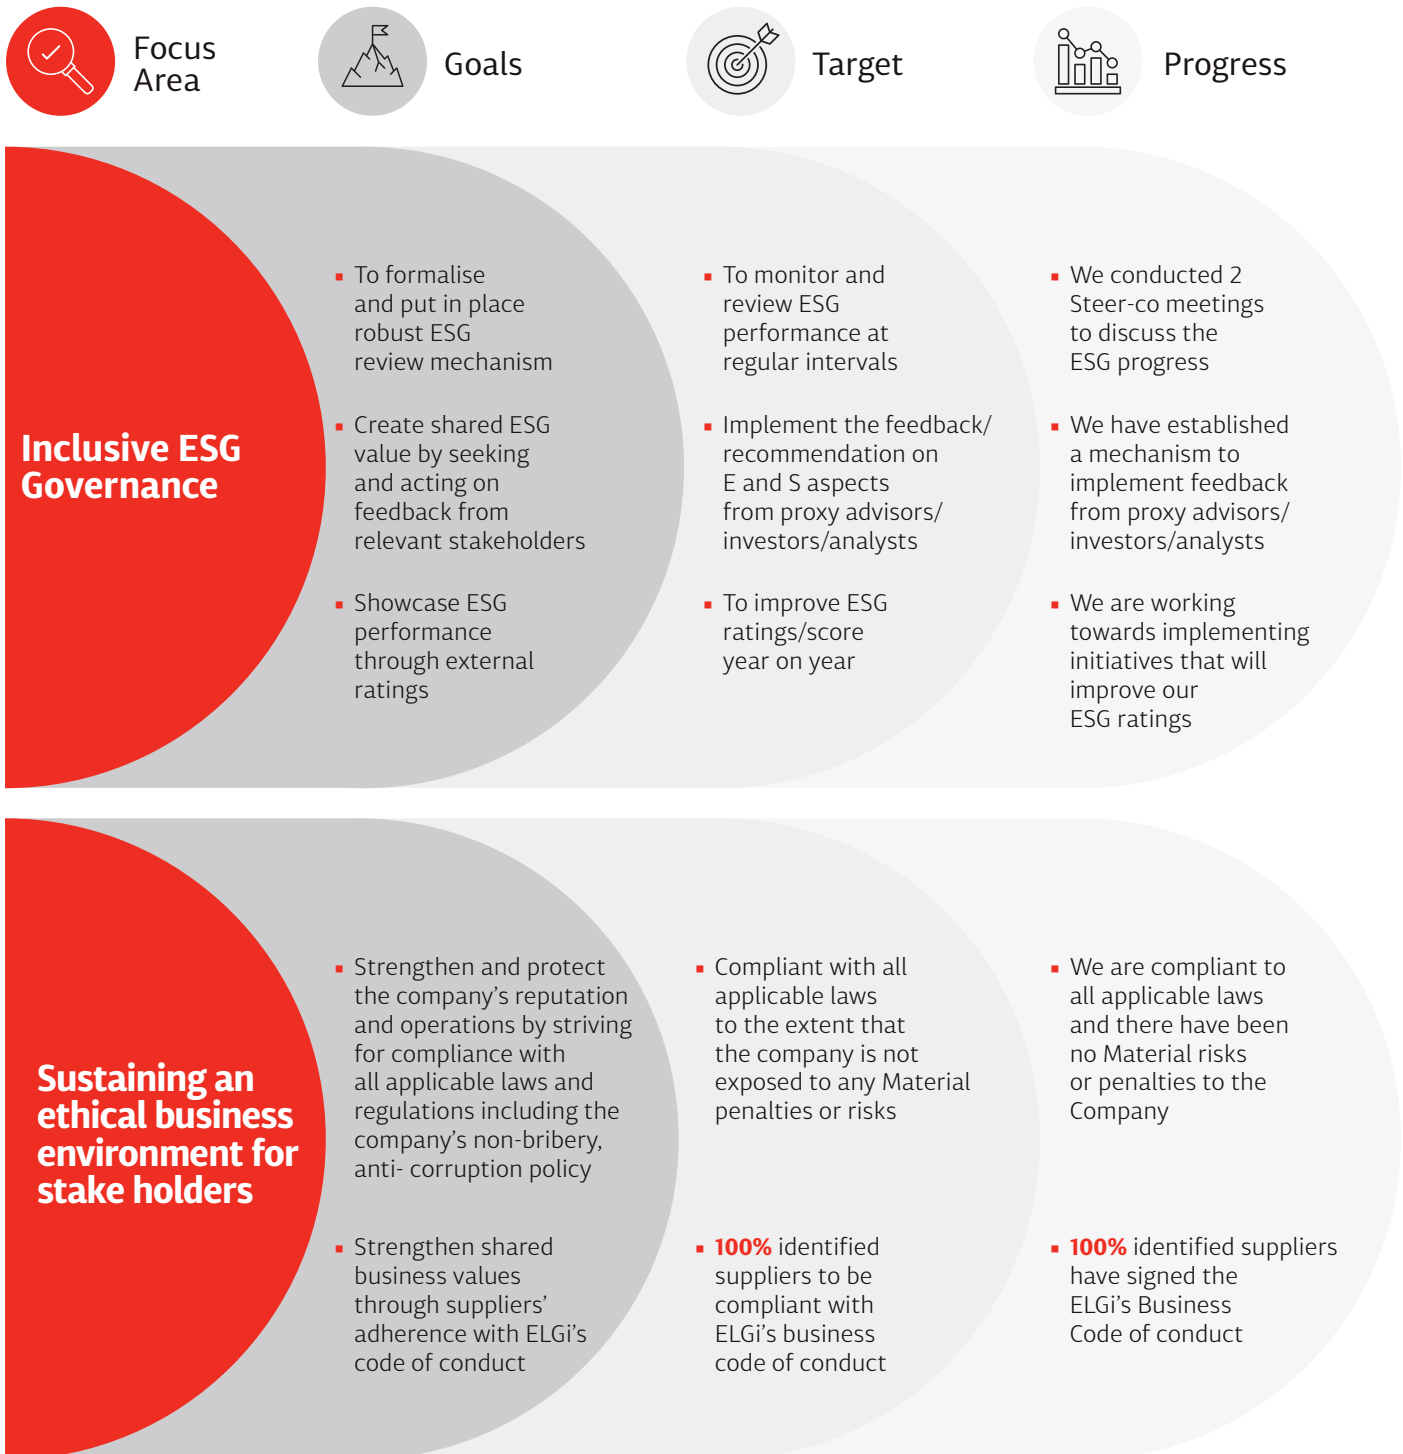 Focus
Area
Goals
Target
Progress
Inclusive ESG
Governance
▪ To formalise
and put in place
robust ESG
review mechanism
▪ Create shared ESG
value by seeking
and acting on
feedback from
relevant stakeholders
▪ Showcase ESG
performance
through external
ratings
▪ To monitor and
review ESG
performance at
regular intervals
▪ Implement the feedback/
recommendation on
E and S aspects
from proxy advisors/
investors/analysts
▪ To improve ESG
ratings/score
year on year
▪ We conducted 2
Steer-co meetings
to discuss the
ESG progress
▪ We have established
a mechanism to
implement feedback
from proxy advisors/
investors/analysts
▪ We are working
towards implementing
initiatives that will
improve our
ESG ratings
Sustaining an
ethical business
environment for
stake holders
▪ Strengthen and protect
the company’s reputation
and operations by striving
for compliance with
all applicable laws and
regulations including the
company’s non-bribery,
anti- corruption policy
▪ Strengthen shared
business values
through suppliers’
adherence with ELGi’s
code of conduct
▪ Compliant with all
applicable laws
to the extent that
the company is not
exposed to any Material
penalties or risks
▪ 100% identified
suppliers to be
compliant with
ELGi’s business
code of conduct
▪ We are compliant to
all applicable laws
and there have been
no Material risks
or penalties to the
Company
▪ 100% identified suppliers
have signed the
ELGi’s Business
Code of conduct